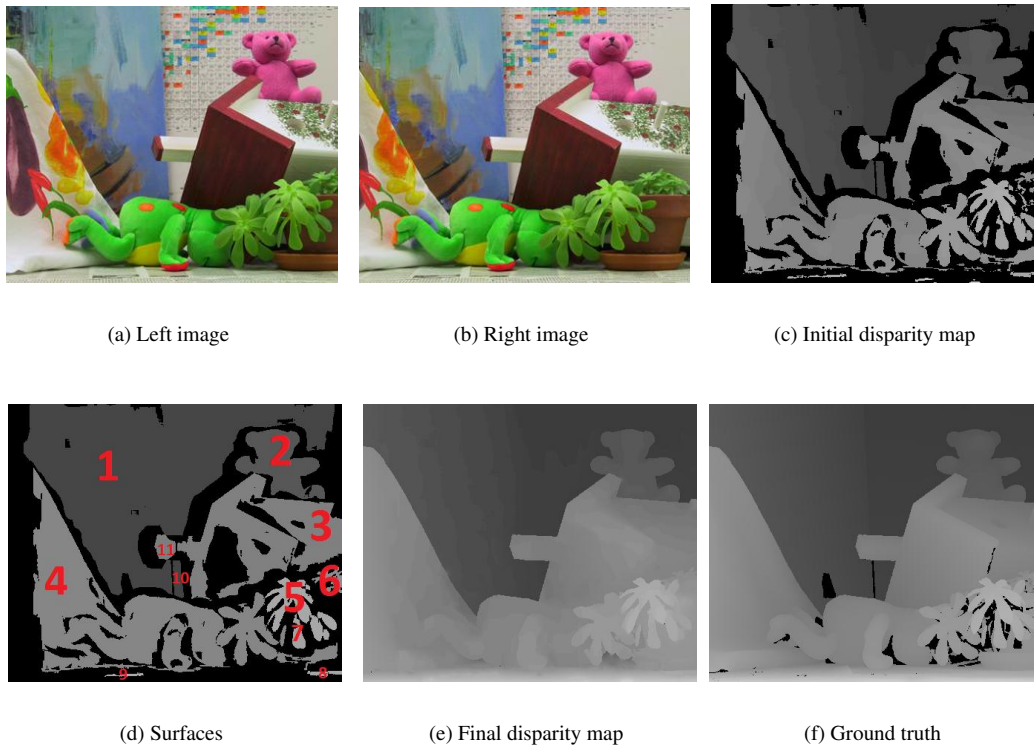 (a) Left image
(b) Right image
(c) Initial disparity map
1
2
3
11
4
10
5
6
7
9
8
(d) Surfaces
(e) Final disparity map
(f) Ground truth